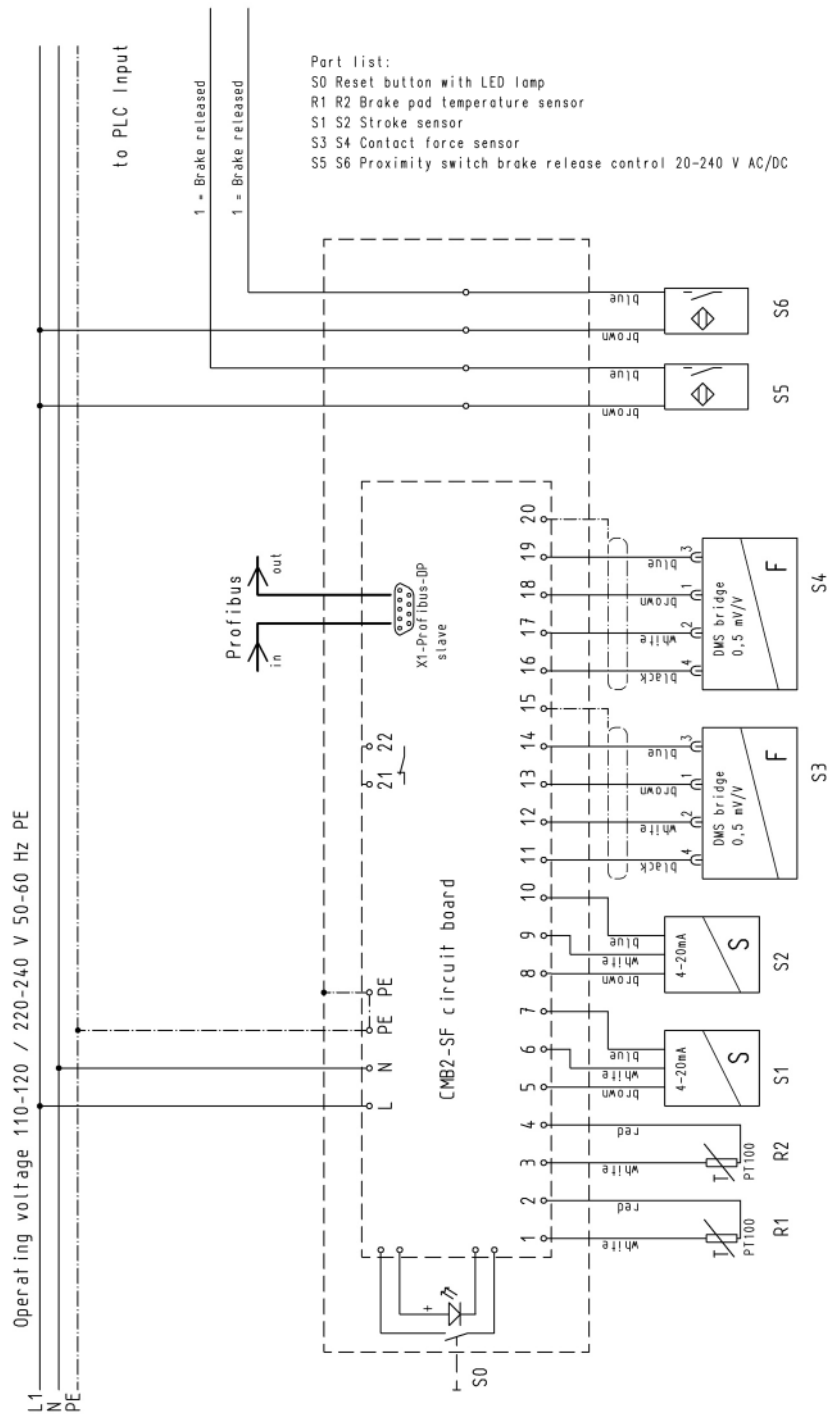 Part list:
S0 Reset button with LED lamp
R1 R2 Brake pad temperature sensor
S1 S2 Stroke sensor
S3 S4 Contact force sensor
S5 S6 Proximity switch brake release control 20-240 V AC/DC
Operating voltage 110-120 / 220-240 V 50-60 Hz PE
to PLC Input
L1
N
PE
1 = Brake released
1 = Brake released
Profibus
in
out
X1-Profibus-DP
slave
L
N
PE
PE
21
22
CMB2-SF circuit board
S0
+
1
2
3
4
5
6
7
8
9
10
11
12
13
14
15
16
17
18
19
20
white
red
white
red
brown
white
blue
brown
white
blue
black
white
brown
blue
black
white
brown
blue
brown
blue
brown
blue
T
PT100
R1
T
PT100
R2
4-20mA
S
S1
4-20mA
S
S2
4
2
1
3
DMS bridge
0,5 mV/V
F
S3
4
2
1
3
DMS bridge
0,5 mV/V
F
S4
S5
S6